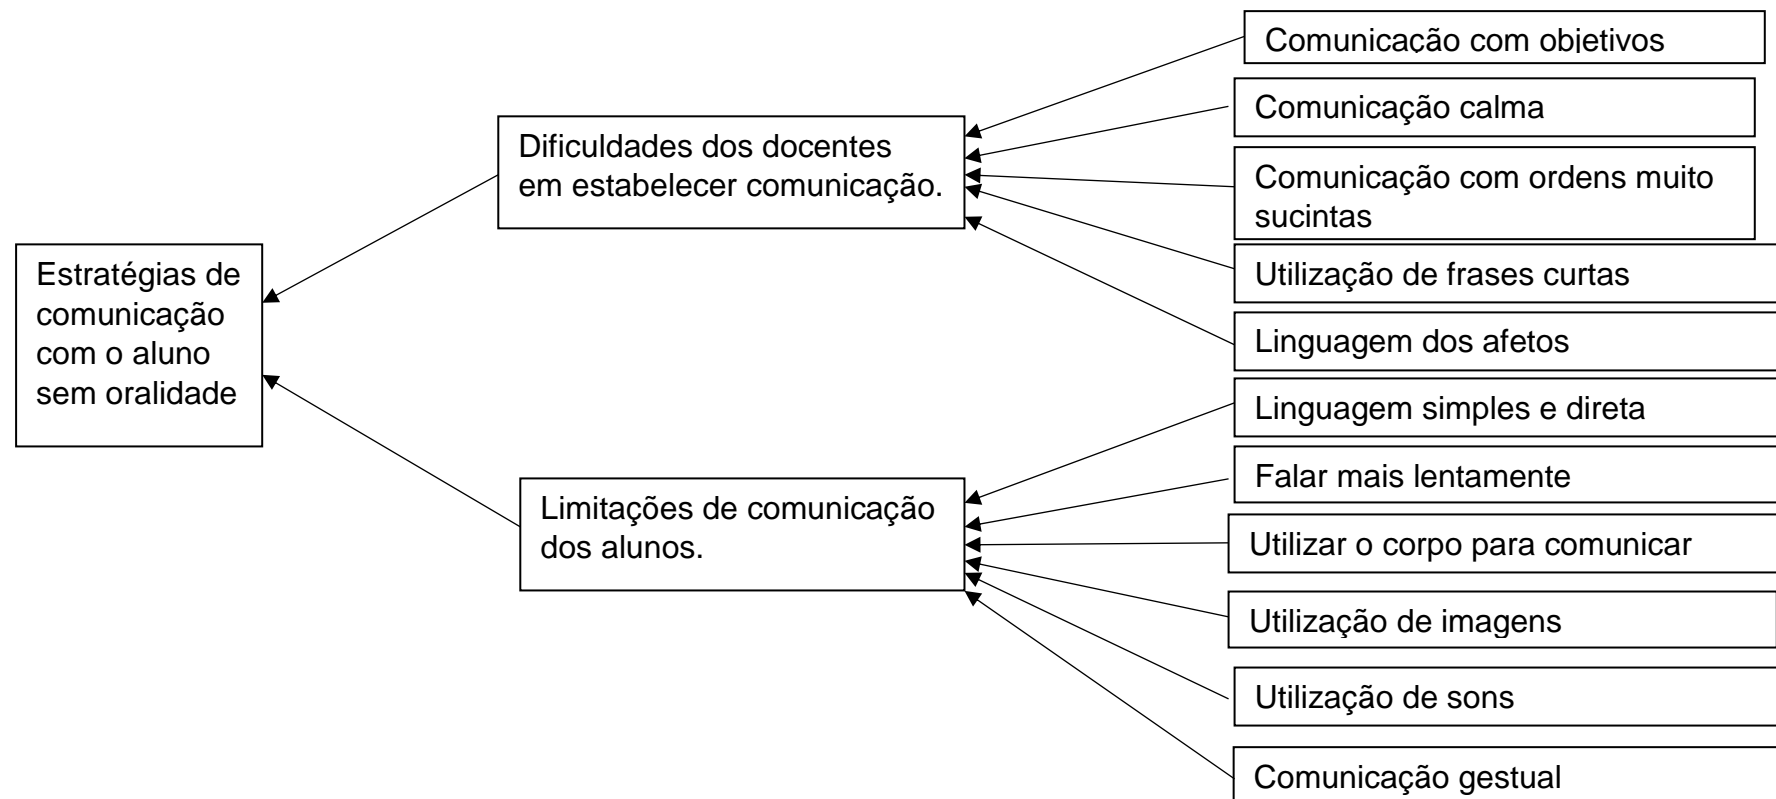 Estratégias de
comunicação
com o aluno
sem oralidade
Dificuldades dos docentes
em estabelecer comunicação.
Limitações de comunicação
dos alunos.
Comunicação com objetivos
Comunicação calma
Comunicação com ordens muito
sucintas
Utilização de frases curtas
Linguagem dos afetos
Linguagem simples e direta
Falar mais lentamente
Utilizar o corpo para comunicar
Utilização de imagens
Utilização de sons
Comunicação gestual